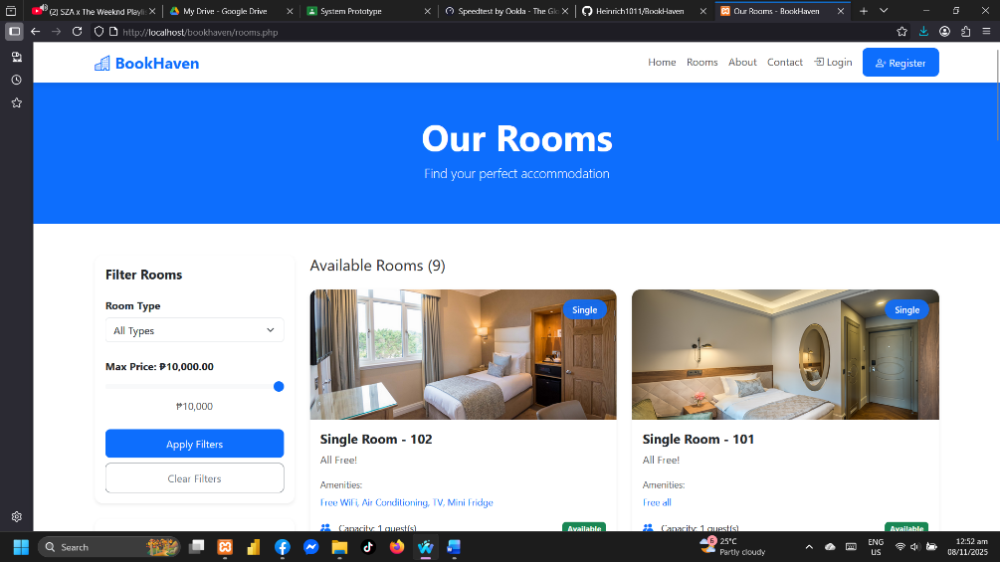 (2) SZA x The Weeknd Playli
My Drive - Google Drive
System Prototype
Speedtest by Ookla - The Glo
Heinrich1011/BookHaven
Our Rooms - BookHaven
http://localhost/bookhaven/rooms.php
BookHaven
Home
Rooms
About
Contact
Login
Register
Our Rooms
Find your perfect accommodation
Filter Rooms
Room Type
All Types
Max Price: ₱10,000.00
₱10,000
Apply Filters
Clear Filters
Available Rooms (9)
Single
Single Room - 102
All Free!
Amenities:
Free WiFi, Air Conditioning, TV, Mini Fridge
Capacity: 1 guest(s)
Available
Single
Single Room - 101
All Free!
Amenities:
Free all
Capacity: 1 guest(s)
Available
Search
6
25°C
Partly cloudy
ENG
US
12:52 am
08/11/2025